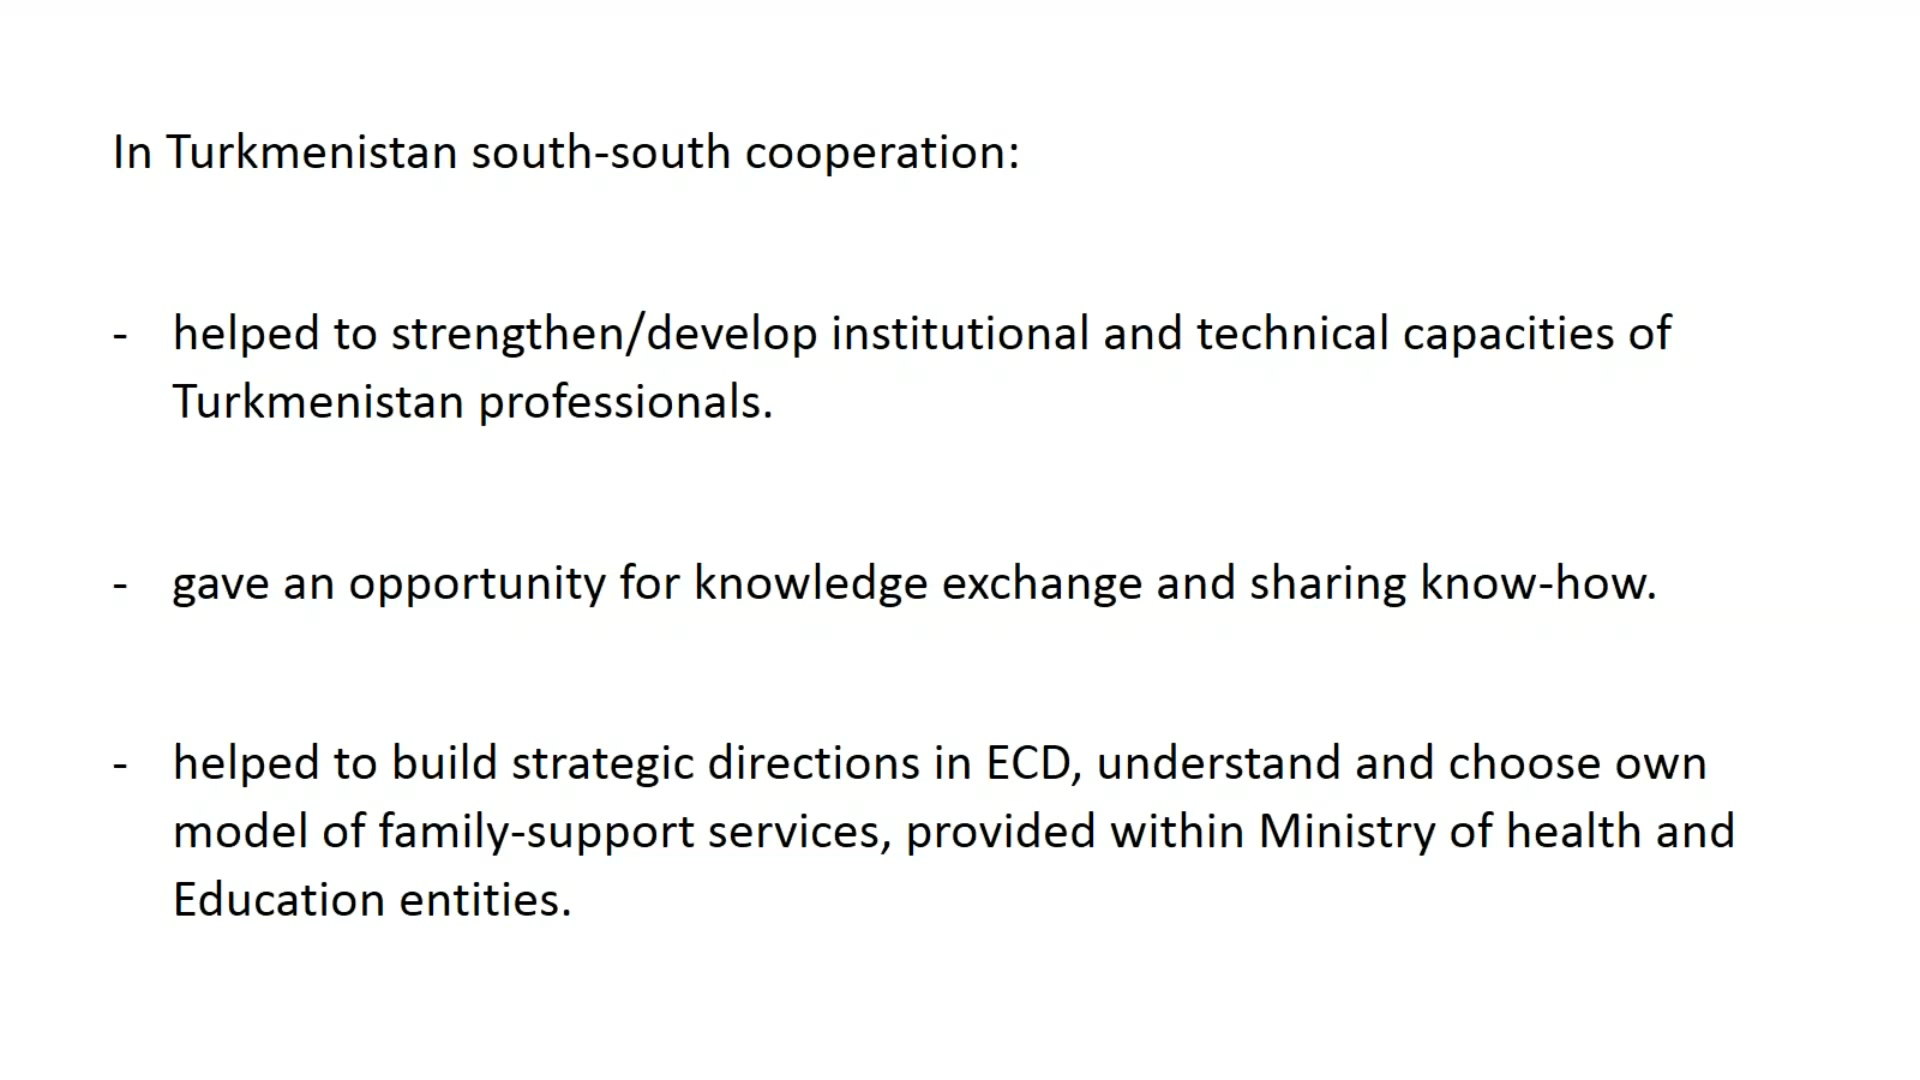 In Turkmenistan south-south cooperation:
- helped to strengthen/develop institutional and technical capacities of
Turkmenistan professionals.
- gave an opportunity for knowledge exchange and sharing know-how.
- helped to build strategic directions in ECD, understand and choose own
model of family-support services, provided within Ministry of health and
Education entities.